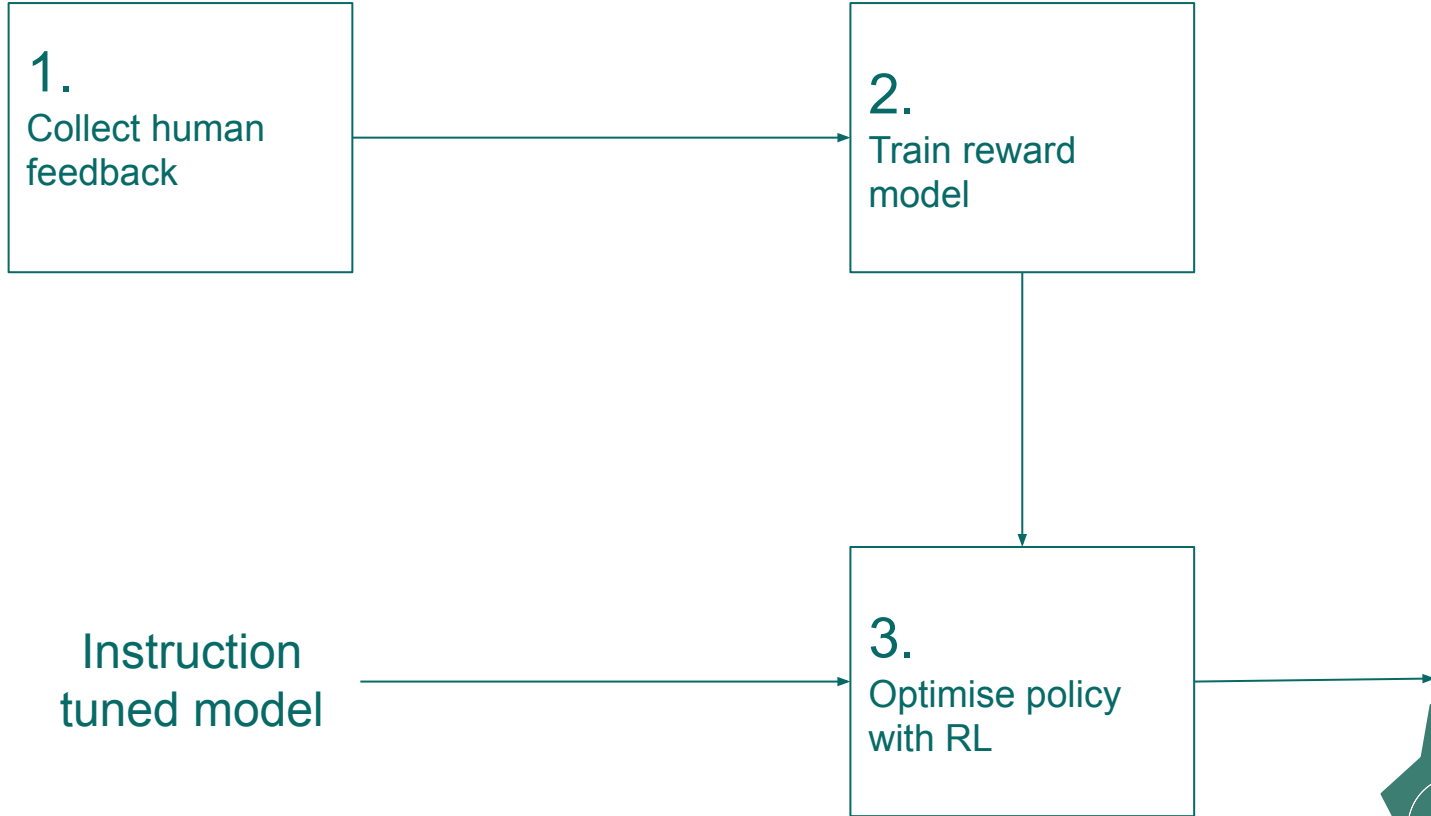 1.
Collect human
feedback
2.
Train reward
model
Instruction
tuned model
3.
Optimise policy
with RL